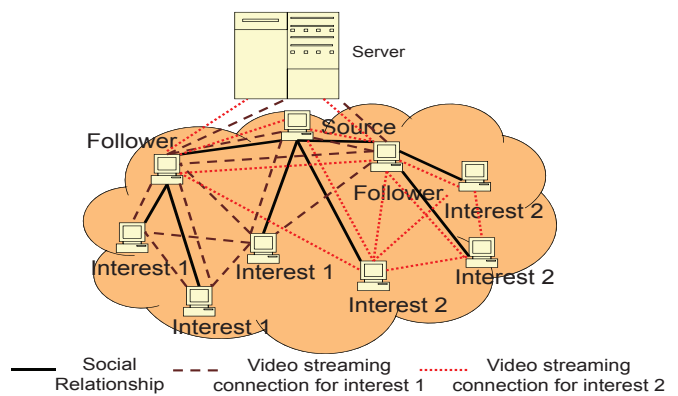 Server
Source
Follower
Follower
Interest 2
Interest 1
Interest 1
Interest 2
Interest 2
Interest 1
Social
Relationship
Video streaming
connection for interest 1
Video streaming
connection for interest 2